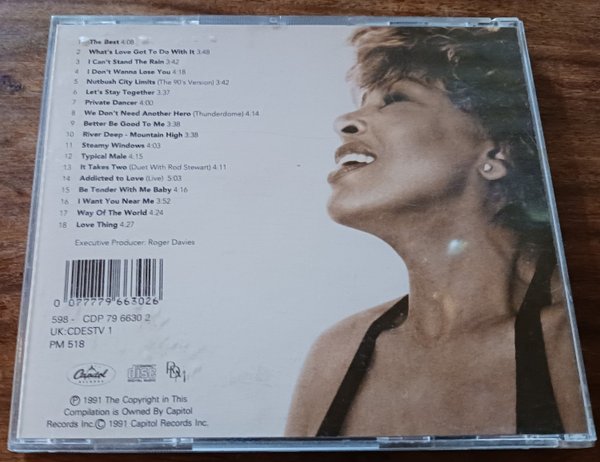 1 The Best 4:08
2 What's Love Got To Do With It 3:48
3 I Can't Stand The Rain 3:42
4 I Don't Wanna Lose You 4:18
5 Nutbush City Limits (The 90's Version) 3:42
6 Let's Stay Together 3.37
7 Private Dancer 4:00
8 We Don't Need Another Hero (Thunderdome) 4.14
9 Better Be Good To Me 3:38
10 River Deep - Mountain High 3:38
11 Steamy Windows 4:03
12 Typical Male 4:15
13 It Takes Two (Duet With Rod Stewart) 4:11
14 Addicted to Love (Live) 5:03
15 Be Tender With Me Baby 4:16
16 I Want You Near Me 3:52
17 Way Of The World 4:24
18 Love Thing 4:27
Executive Producer: Roger Davies
0 077779 663026
598 - CDP 79 6630 2
UK:CDESTV 1
PM 518
Capitol
RECORDS
COMPACT
disc
DIGITAL AUDIO
Ⓟ 1991 The Copyright in This
Compilation is Owned By Capitol
Records Inc.© 1991 Capitol Records Inc.